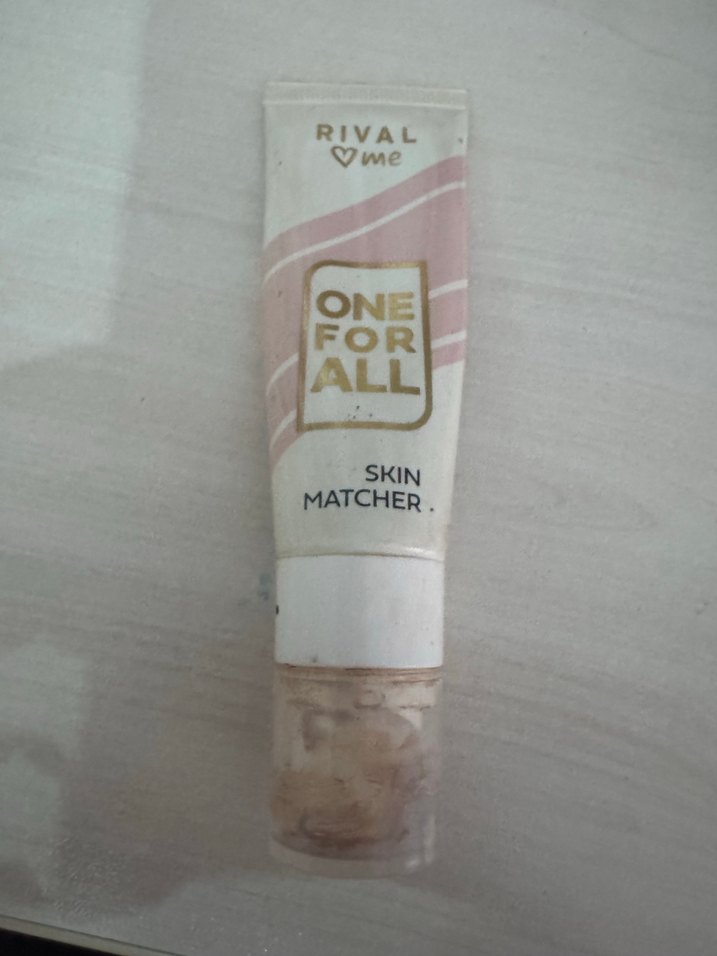 RIVAL
♡me
ONE
FOR
ALL
SKIN
MATCHER